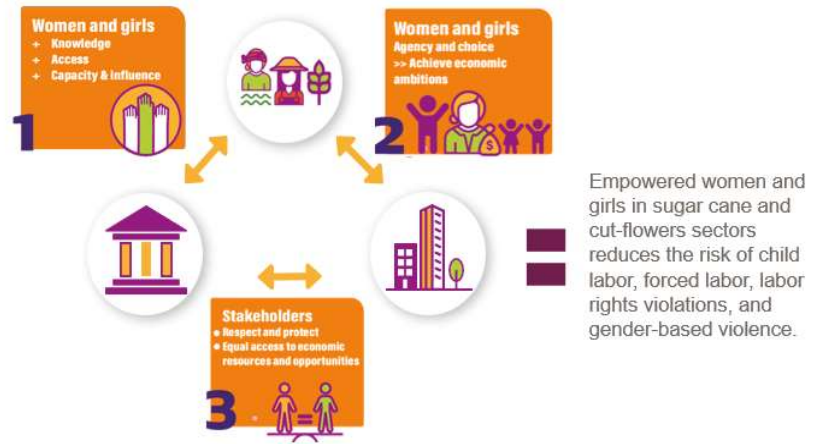 Women and girls
+ Knowledge
+ Access
+ Capacity & influence
1
Women and girls
Agency and choice
>> Achieve economic
ambitions
2
$
Stakeholders
• Respect and protect
• Equal access to economic
resources and opportunities
3
=
Empowered women and
girls in sugar cane and
cut-flowers sectors
reduces the risk of child
labor, forced labor, labor
rights violations, and
gender-based violence.